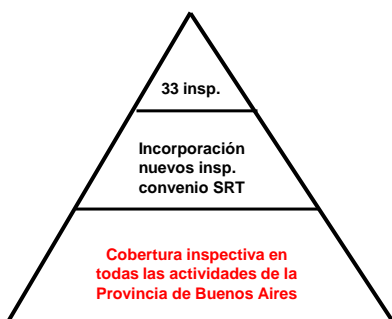 33 insp.
Incorporación
nuevos insp.
convenio SRT
Cobertura inspectiva en
todas las actividades de la
Provincia de Buenos Aires